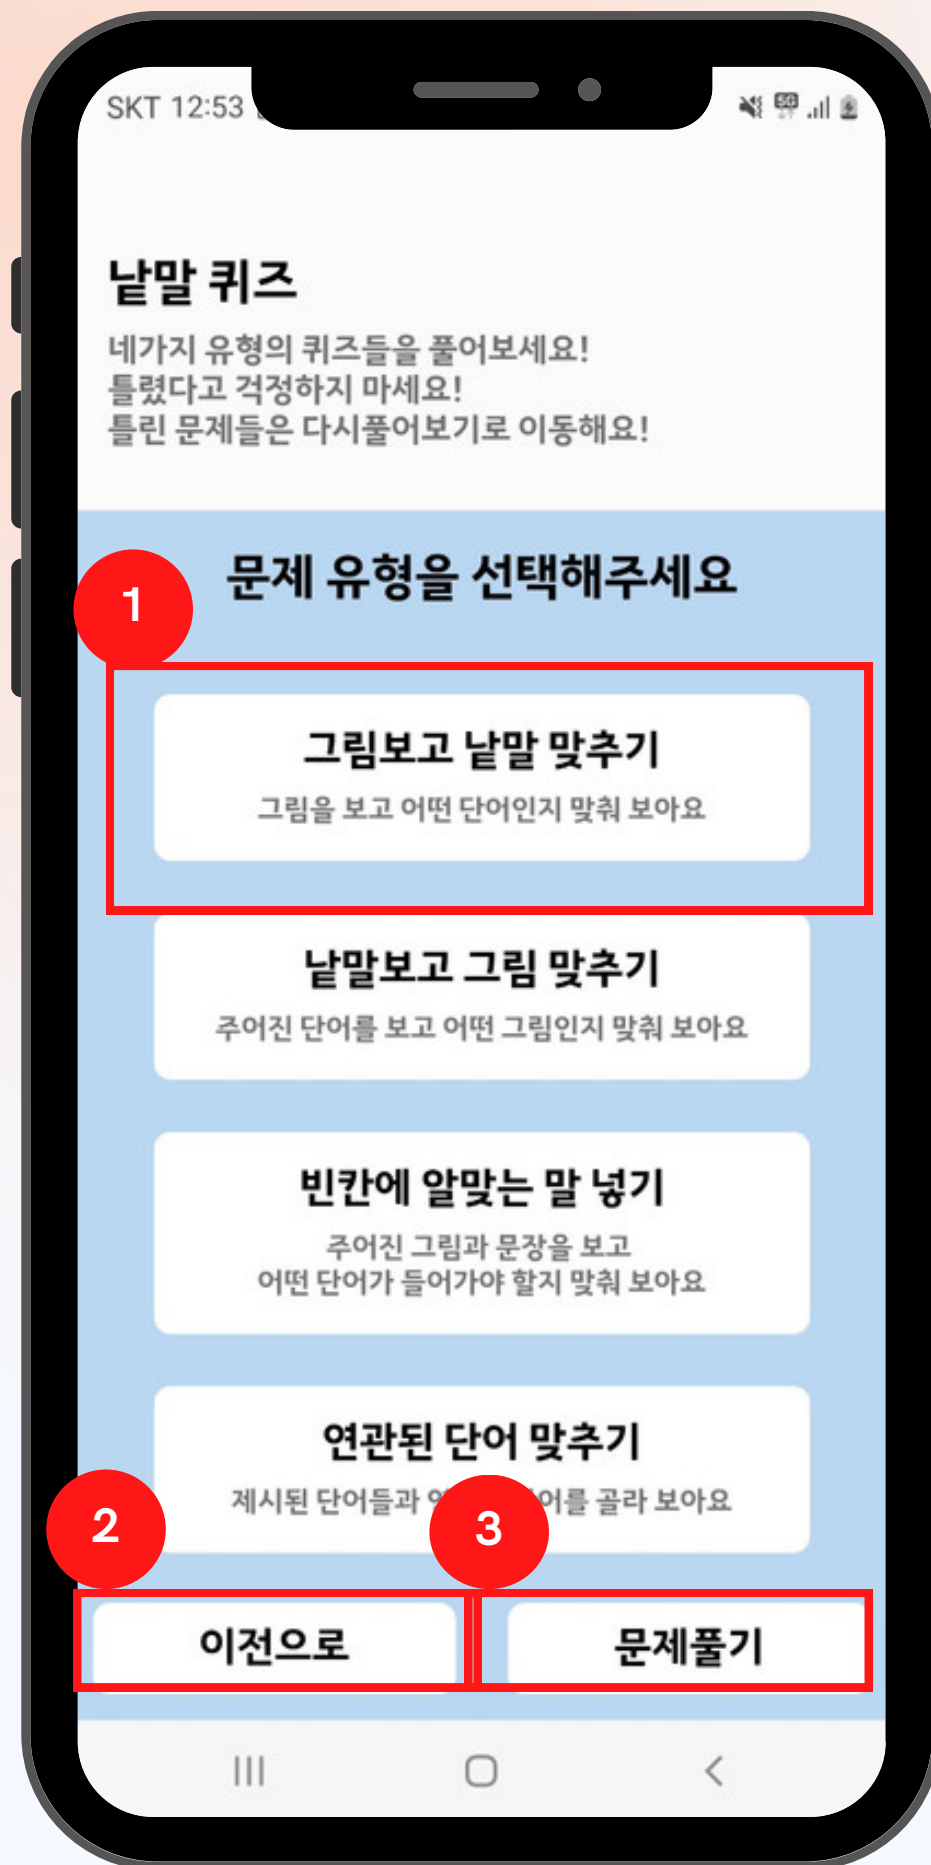 SKT 12:53
낱말 퀴즈
네가지 유형의 퀴즈들을 풀어보세요!
틀렸다고 걱정하지 마세요!
틀린 문제들은 다시풀어보기로 이동해요!
문제 유형을 선택해주세요
1
그림보고 낱말 맞추기
그림을 보고 어떤 단어인지 맞춰 보아요
낱말보고 그림 맞추기
주어진 단어를 보고 어떤 그림인지 맞춰 보아요
빈칸에 알맞는 말 넣기
주어진 그림과 문장을 보고
어떤 단어가 들어가야 할지 맞춰 보아요
연관된 단어 맞추기
제시된 단어들과 골라 보아요
2
3
이전으로
문제풀기